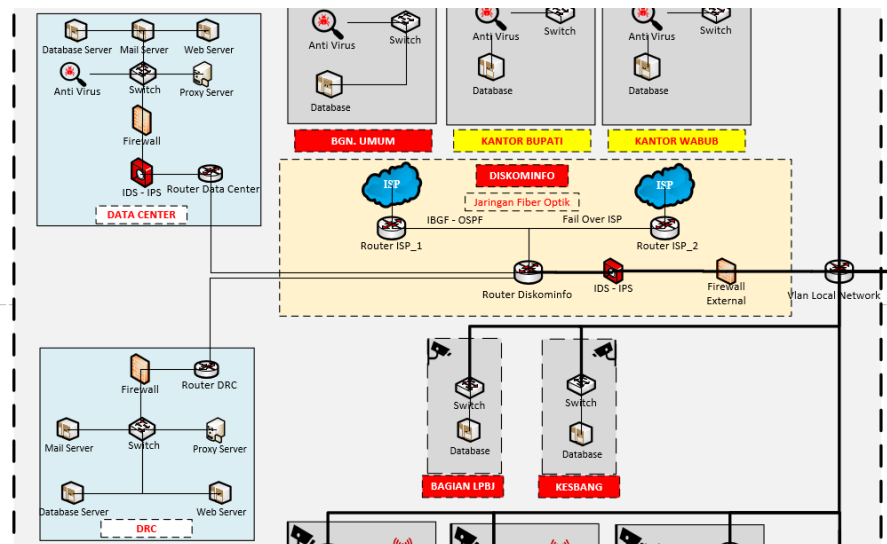 Database Server
Mail Server
Web Server
Anti Virus
Switch
Proxy Server
Firewall
IDS - IPS
Router Data Center
DATA CENTER
Anti Virus
Switch
Database
BGN. UMUM
Anti Virus
Switch
Database
KANTOR BUPATI
Anti Virus
Switch
Database
KANTOR WABUB
DISKOMINFO
Jaringan Fiber Optik
ISP
ISP
IBGF - OSPF
Fail Over ISP
Router ISP_1
Router ISP_2
Router Diskominfo
IDS - IPS
Firewall
External
Vlan Local Network
Firewall
Router DRC
Mail Server
Switch
Proxy Server
Database Server
Web Server
DRC
Switch
Database
BAGIAN LPBJ
Switch
Database
KESBANG